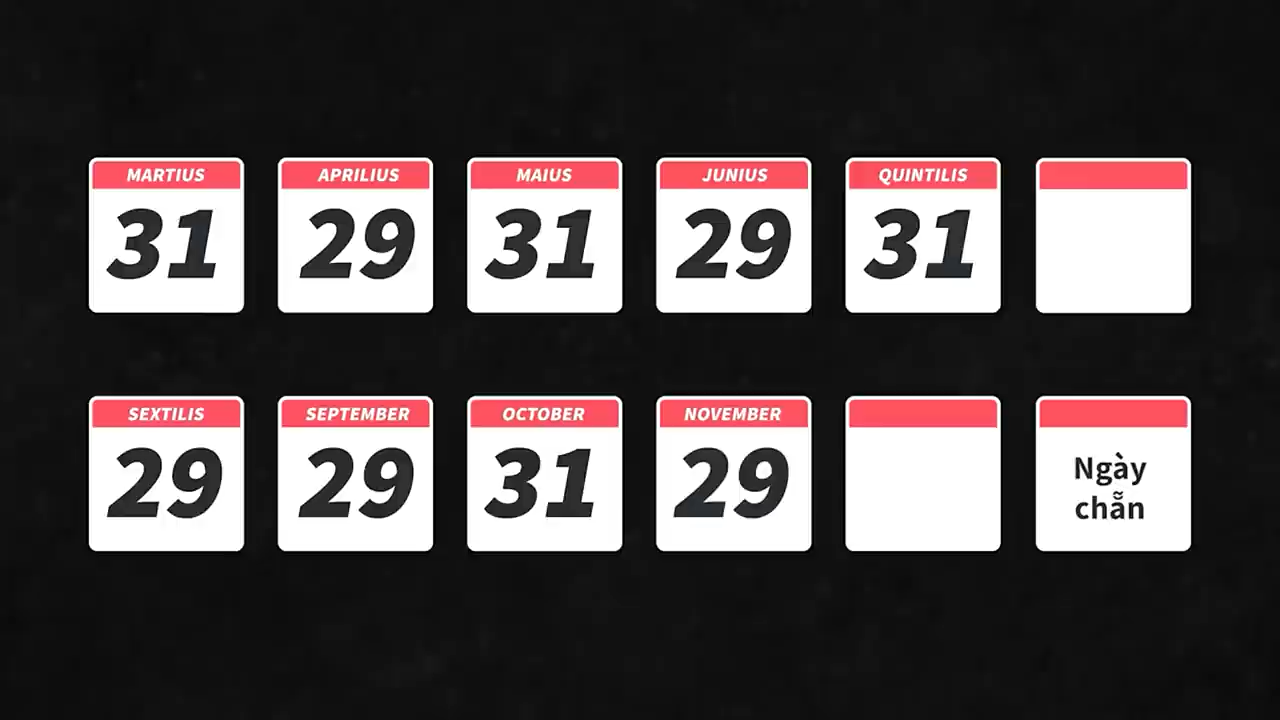 MARTIUS
31
APRILIUS
29
MAIUS
31
JUNIUS
29
QUINTILIS
31
SEXTILIS
29
SEPTEMBER
29
OCTOBER
31
NOVEMBER
29
Ngày
chẵn